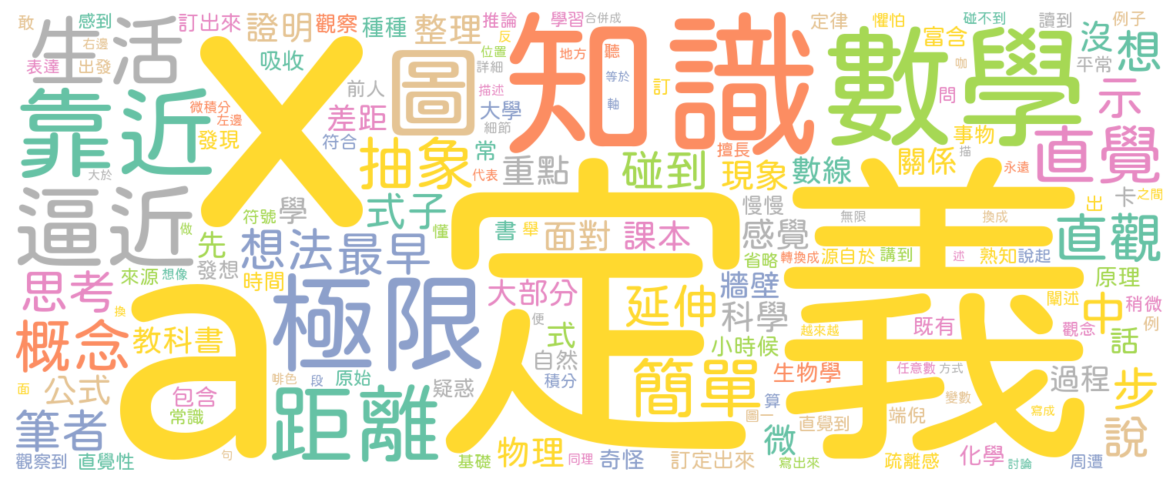 敢 感到 訂出來 證明 觀察 種種 整理 推論 學習 合併成 定律 懼怕 碰不到 讀到 例子
生活 右邊 X 圖 反 知識 數學 富含 沒 想
表達 出發 吸收 位置 詳細 地方 聽 咖 平常
靠近 微積分 左邊 前人 差距 描述 大學 等於 訂 問 示
發現 符合 細節 軸 事物 直覺
大於 抽象 常 代表 重點 碰到 擅長 現象 數線 關係 描 永遠
逼近 做 符號 學 式子 懂 書 舉 面對 課本 慢慢 感覺 無限 換成 出 卡 之間
先 想法 最早 定義 省略 轉換成 源自於 講到 述 熟知 說起 直觀
思考 來源 想像 發想 時間 極限 大部分 延伸 牆壁 原理
概念 換 教科書 a 便 式 科學 越來越 既有 闡述 觀念 中 稍微 例 話
小時候 自然
面 公式 包含 啡色 段 原始 疑惑 積分 簡單 生物學 任意數 方式 過程 步
筆者 常識 距離 算 圖一 直覺到 端倪 變數 寫成 說
觀察到 直覺性 句 基礎 物理 同理 奇怪 訂定出來 微 寫出來 疏離感 化學 討論 周遭